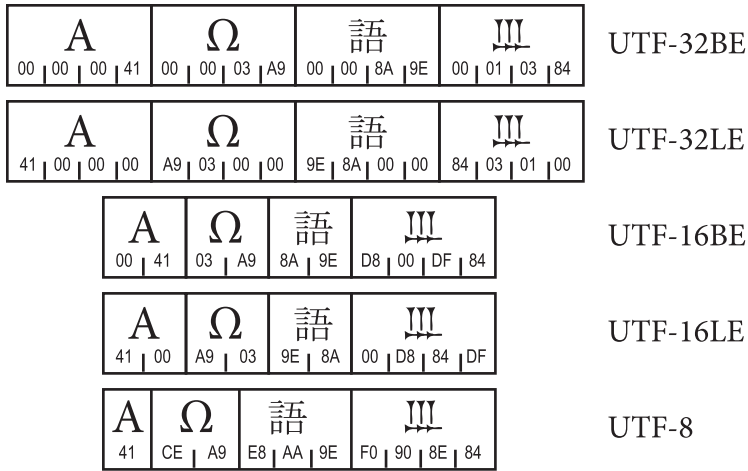 A Ω 語 𐎄 UTF-32BE
00 00 00 41 00 00 03 A9 00 00 8A 9E 00 01 03 84
A Ω 語 𐎄 UTF-32LE
41 00 00 00 A9 03 00 00 9E 8A 00 00 84 03 01 00
A Ω 語 𐎄 UTF-16BE
00 41 03 A9 8A 9E D8 00 DF 84
A Ω 語 𐎄 UTF-16LE
41 00 A9 03 9E 8A 00 D8 84 DF
A Ω 語 𐎄 UTF-8
41 CE A9 E8 AA 9E F0 90 8E 84